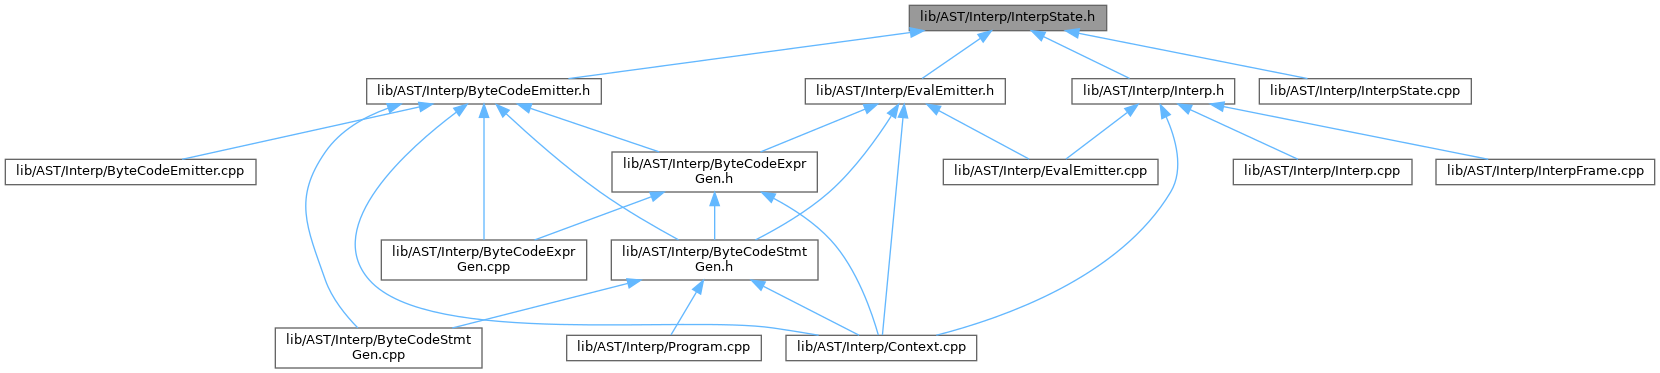 lib/AST/Interp/InterpState.h
lib/AST/Interp/ByteCodeEmitter.h
lib/AST/Interp/EvalEmitter.h
lib/AST/Interp/Interp.h
lib/AST/Interp/InterpState.cpp
lib/AST/Interp/ByteCodeEmitter.cpp
lib/AST/Interp/ByteCodeExpr
Gen.h
lib/AST/Interp/EvalEmitter.cpp
lib/AST/Interp/Interp.cpp
lib/AST/Interp/InterpFrame.cpp
lib/AST/Interp/ByteCodeExpr
Gen.cpp
lib/AST/Interp/ByteCodeStmt
Gen.h
lib/AST/Interp/ByteCodeStmt
Gen.cpp
lib/AST/Interp/Program.cpp
lib/AST/Interp/Context.cpp